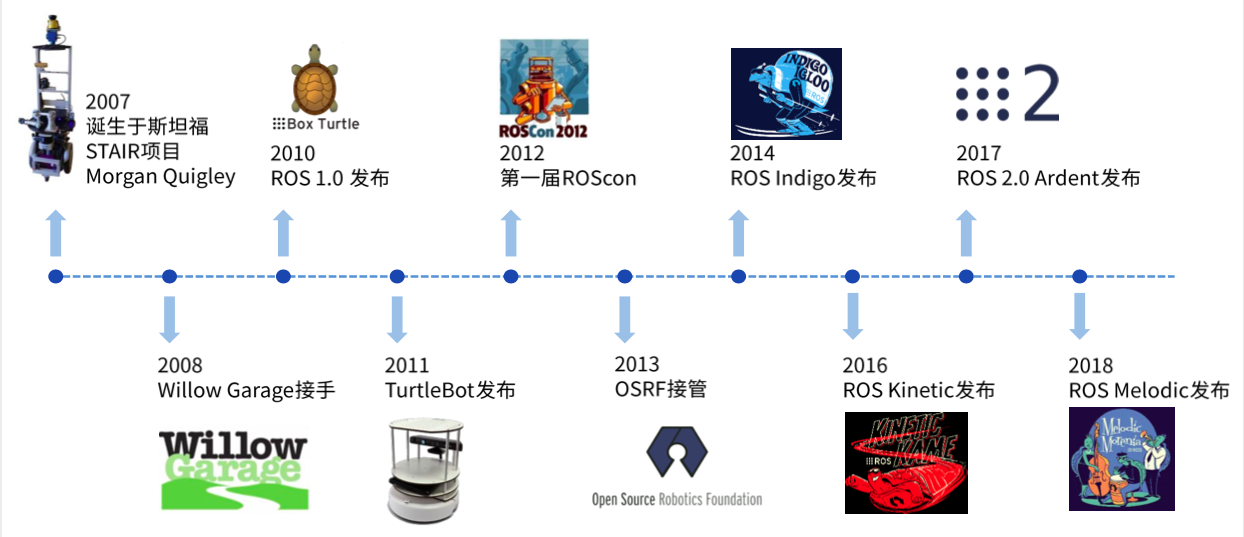 2007
诞生于斯坦福
STAIR项目
Morgan Quigley
Box Turtle
2010
ROS 1.0 发布
ROSCon 2012
2012
第一届ROScon
INDIGO
IGLOO
ROS
2014
ROS Indigo发布
2
2017
ROS 2.0 Ardent发布
2008
Willow Garage接手
Willow
Garage
2011
TurtleBot发布
2013
OSRF接管
Open Source Robotics Foundation
2016
ROS Kinetic发布
KINETIC
KAME
ROS
2018
ROS Melodic发布
Melodic
Morenia